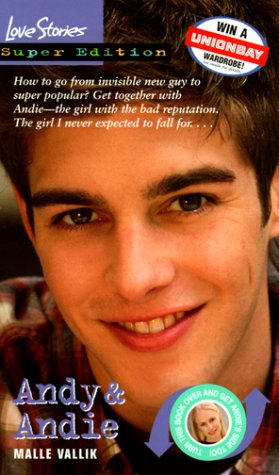 Love Stories
Super Edition
WIN A
UNIONBAY
WARDROBE!
How to go from invisible new guy to
super popular? Get together with
Andie—the girl with the bad reputation.
The girl I never expected to fall for. . . .
Andy &
Andie
MALLE VALLIK
TURN THIS BOOK OVER AND GET ANDIE'S SIDE TOO!